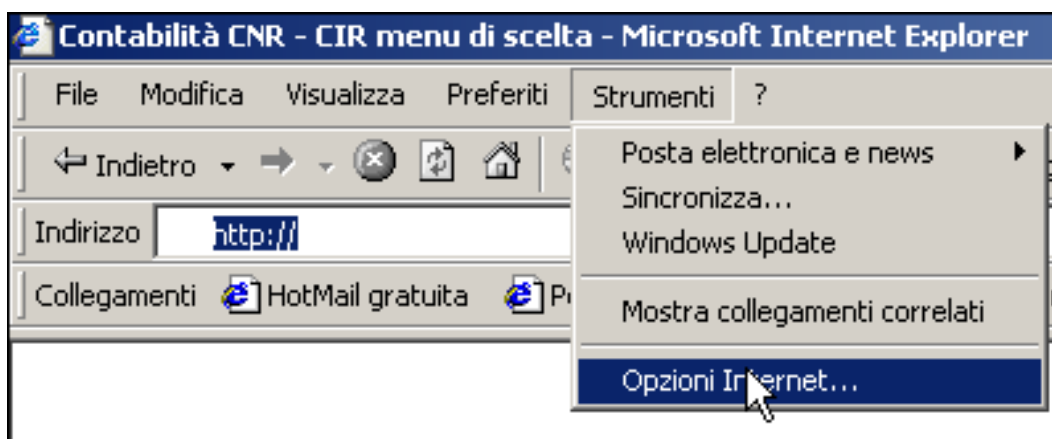 Contabilità CNR - CIR menu di scelta - Microsoft Internet Explorer
File Modifica Visualizza Preferiti Strumenti ?
Indietro
Posta elettronica e news
Sincronizza...
Windows Update
Mostra collegamenti correlati
Opzioni Internet...
Indirizzo http://
Collegamenti HotMail gratuita